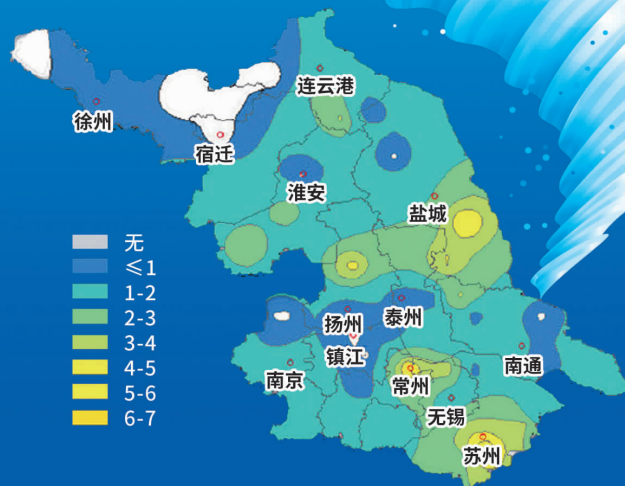 连云港
徐州
宿迁
淮安
盐城
无
≤1
1-2
2-3
3-4
4-5
5-6
6-7
扬州
泰州
镇江
南京
常州
南通
无锡
苏州